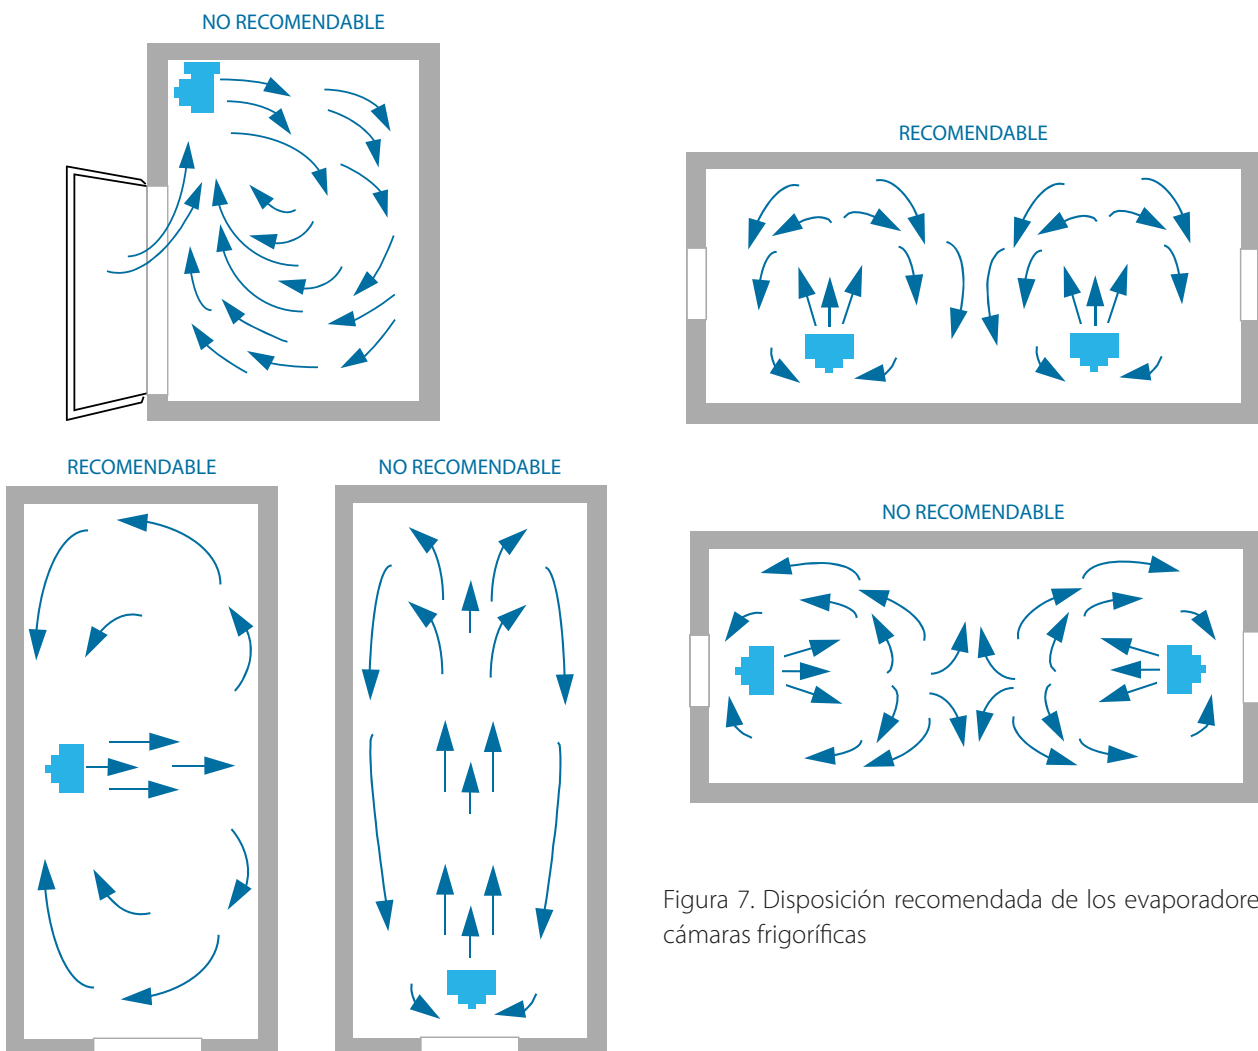 NO RECOMENDABLE
RECOMENDABLE
RECOMENDABLE
NO RECOMENDABLE
NO RECOMENDABLE
Figura 7. Disposición recomendada de los evaporadore
cámaras frigoríficas